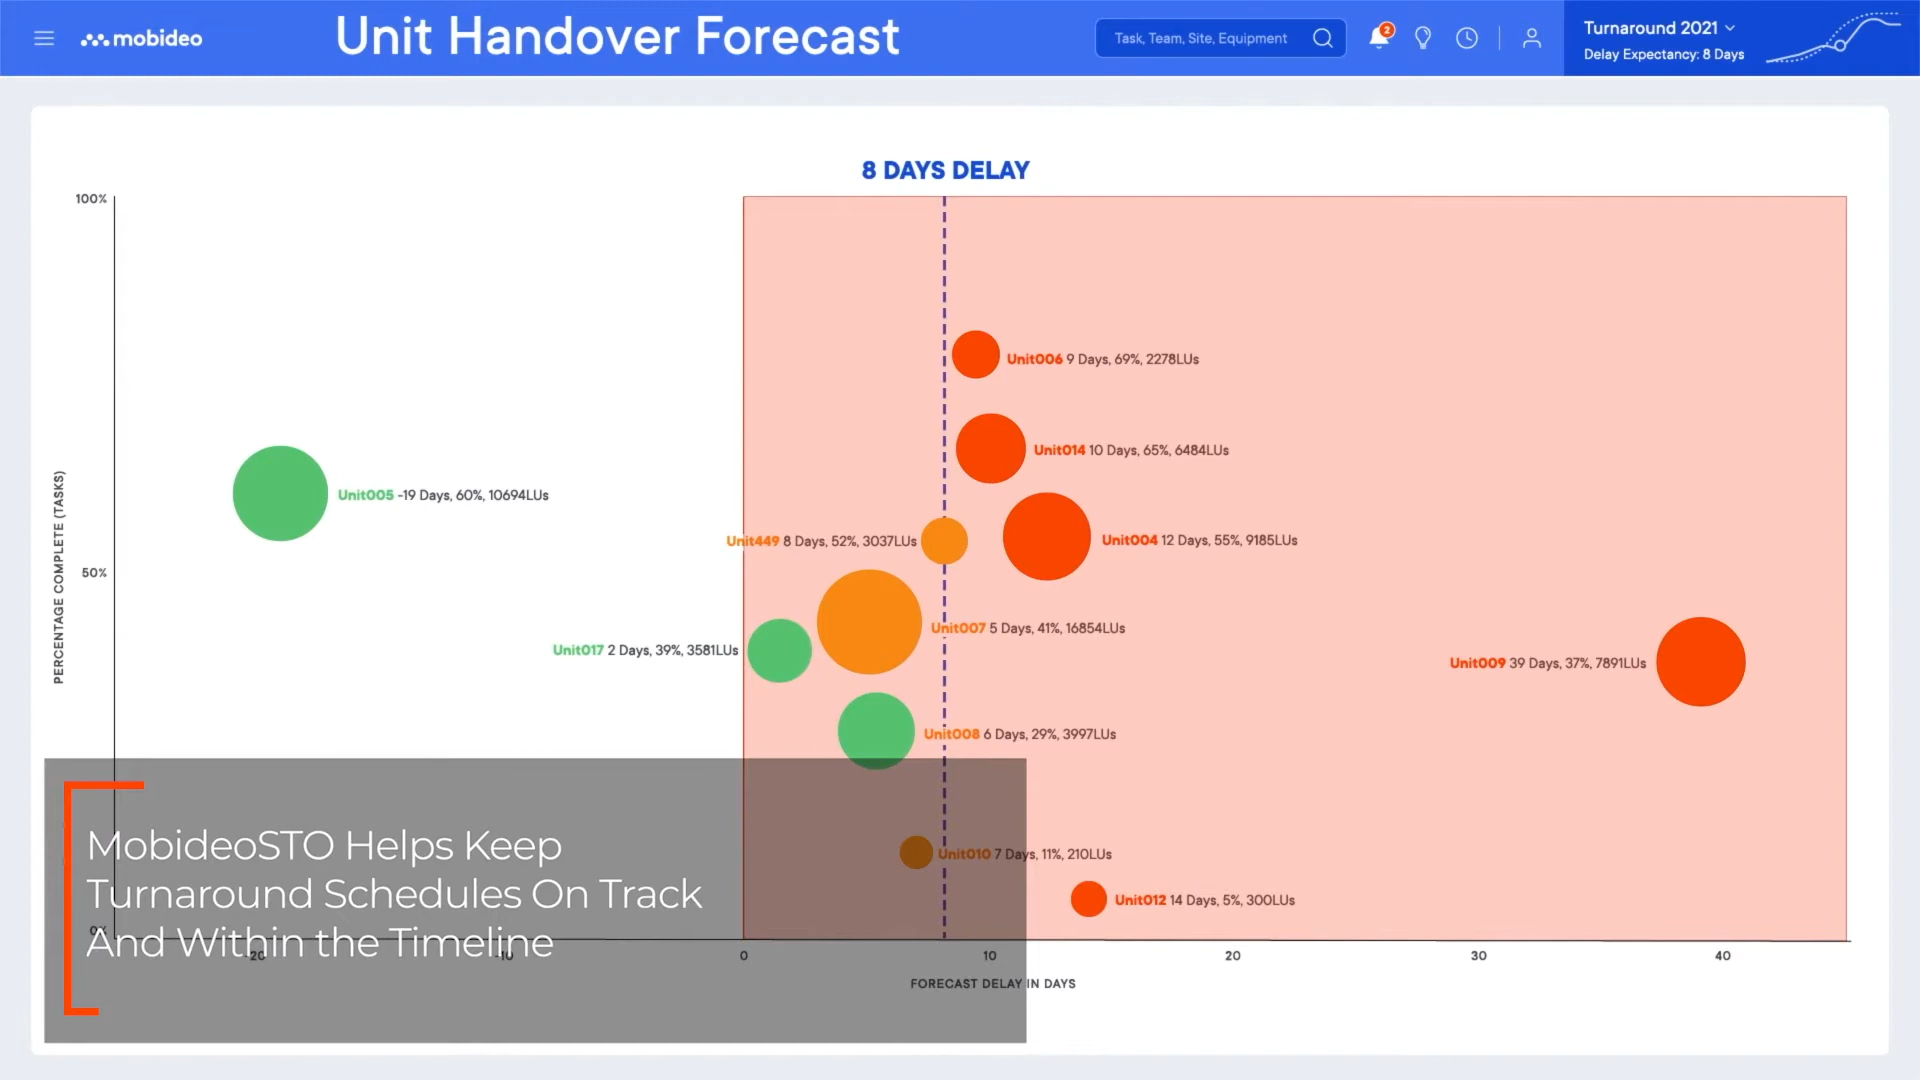 mobideo
Unit Handover Forecast
Task, Team, Site, Equipment
2
Turnaround 2021
Delay Expectancy: 8 Days
8 DAYS DELAY
100%
Unit006 9 Days, 69%, 2278LUs
Unit014 10 Days, 65%, 6484LUs
Unit005 -19 Days, 60%, 10694LUs
Unit449 8 Days, 52%, 3037LUs
Unit004 12 Days, 55%, 9185LUs
50%
PERCENTAGE COMPLETE (TASKS)
Unit007 5 Days, 41%, 16854LUs
Unit017 2 Days, 39%, 3581LUs
Unit009 39 Days, 37%, 7891LUs
Unit008 6 Days, 29%, 3997LUs
Unit010 7 Days, 11%, 210LUs
Unit012 14 Days, 5%, 300LUs
0%
-20 -10 0 10 20 30 40
FORECAST DELAY IN DAYS
MobideoSTO Helps Keep
Turnaround Schedules On Track
And Within the Timeline